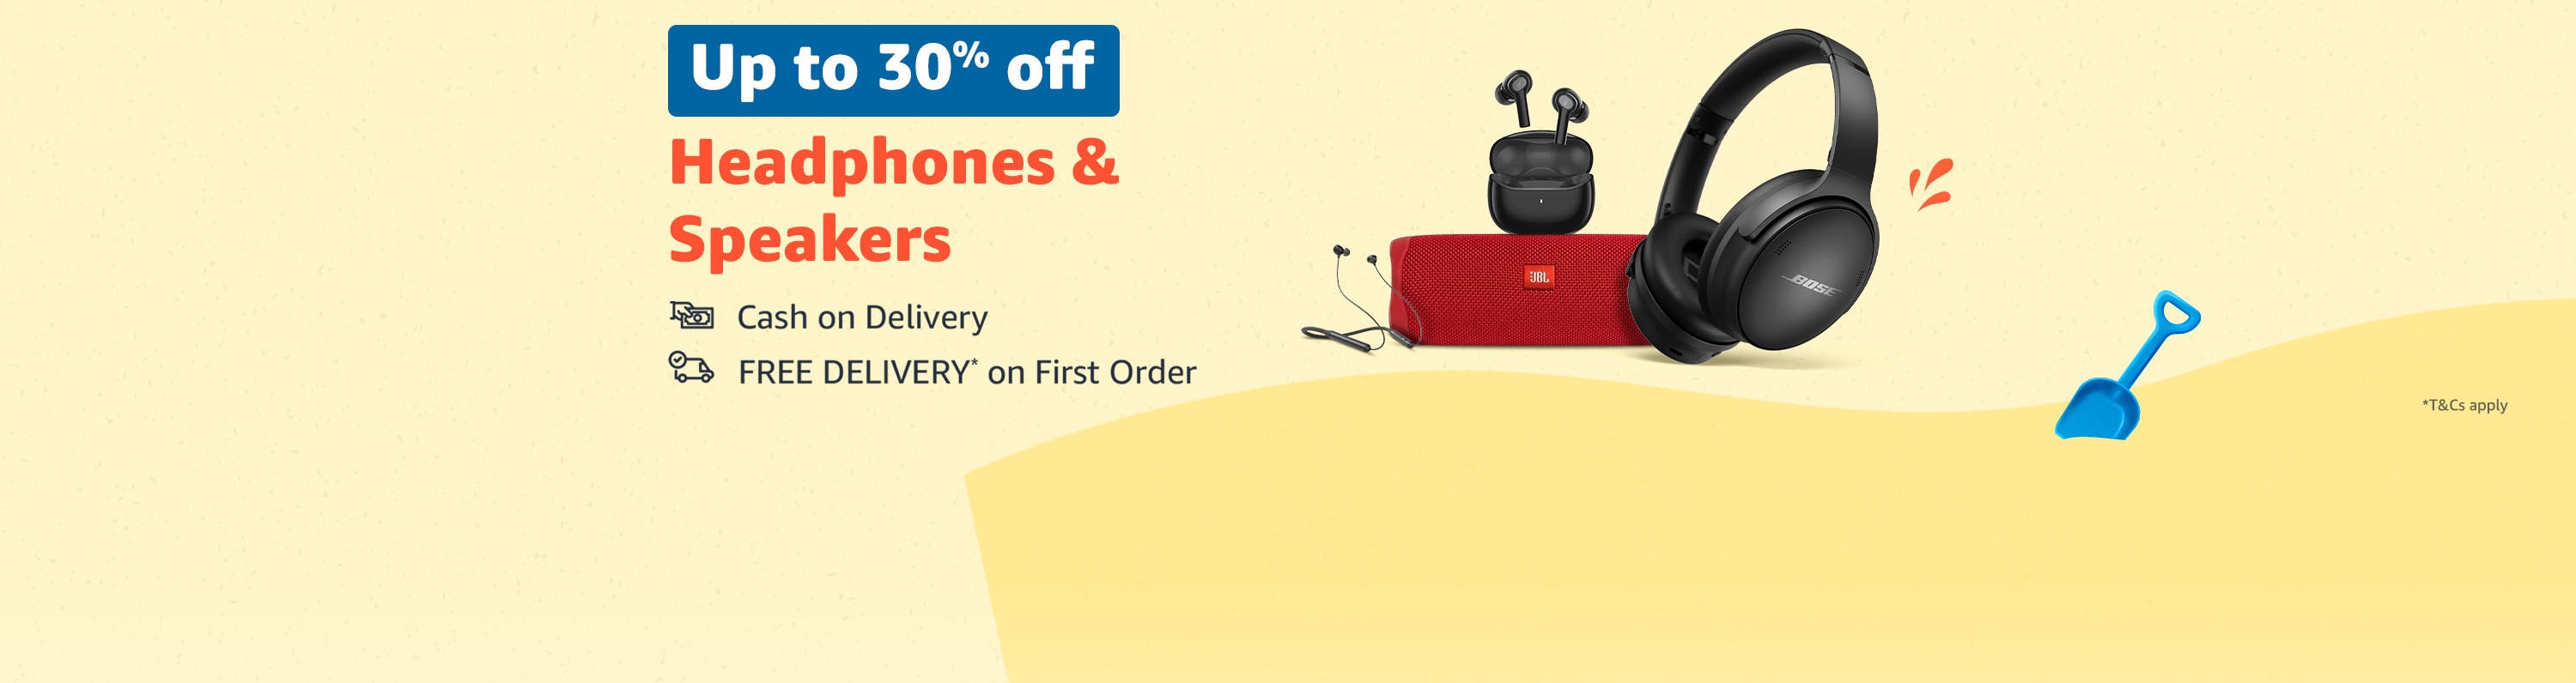 Up to 30% off
Headphones &
Speakers
Cash on Delivery
FREE DELIVERY* on First Order
JBL
BOSE
*T&Cs apply